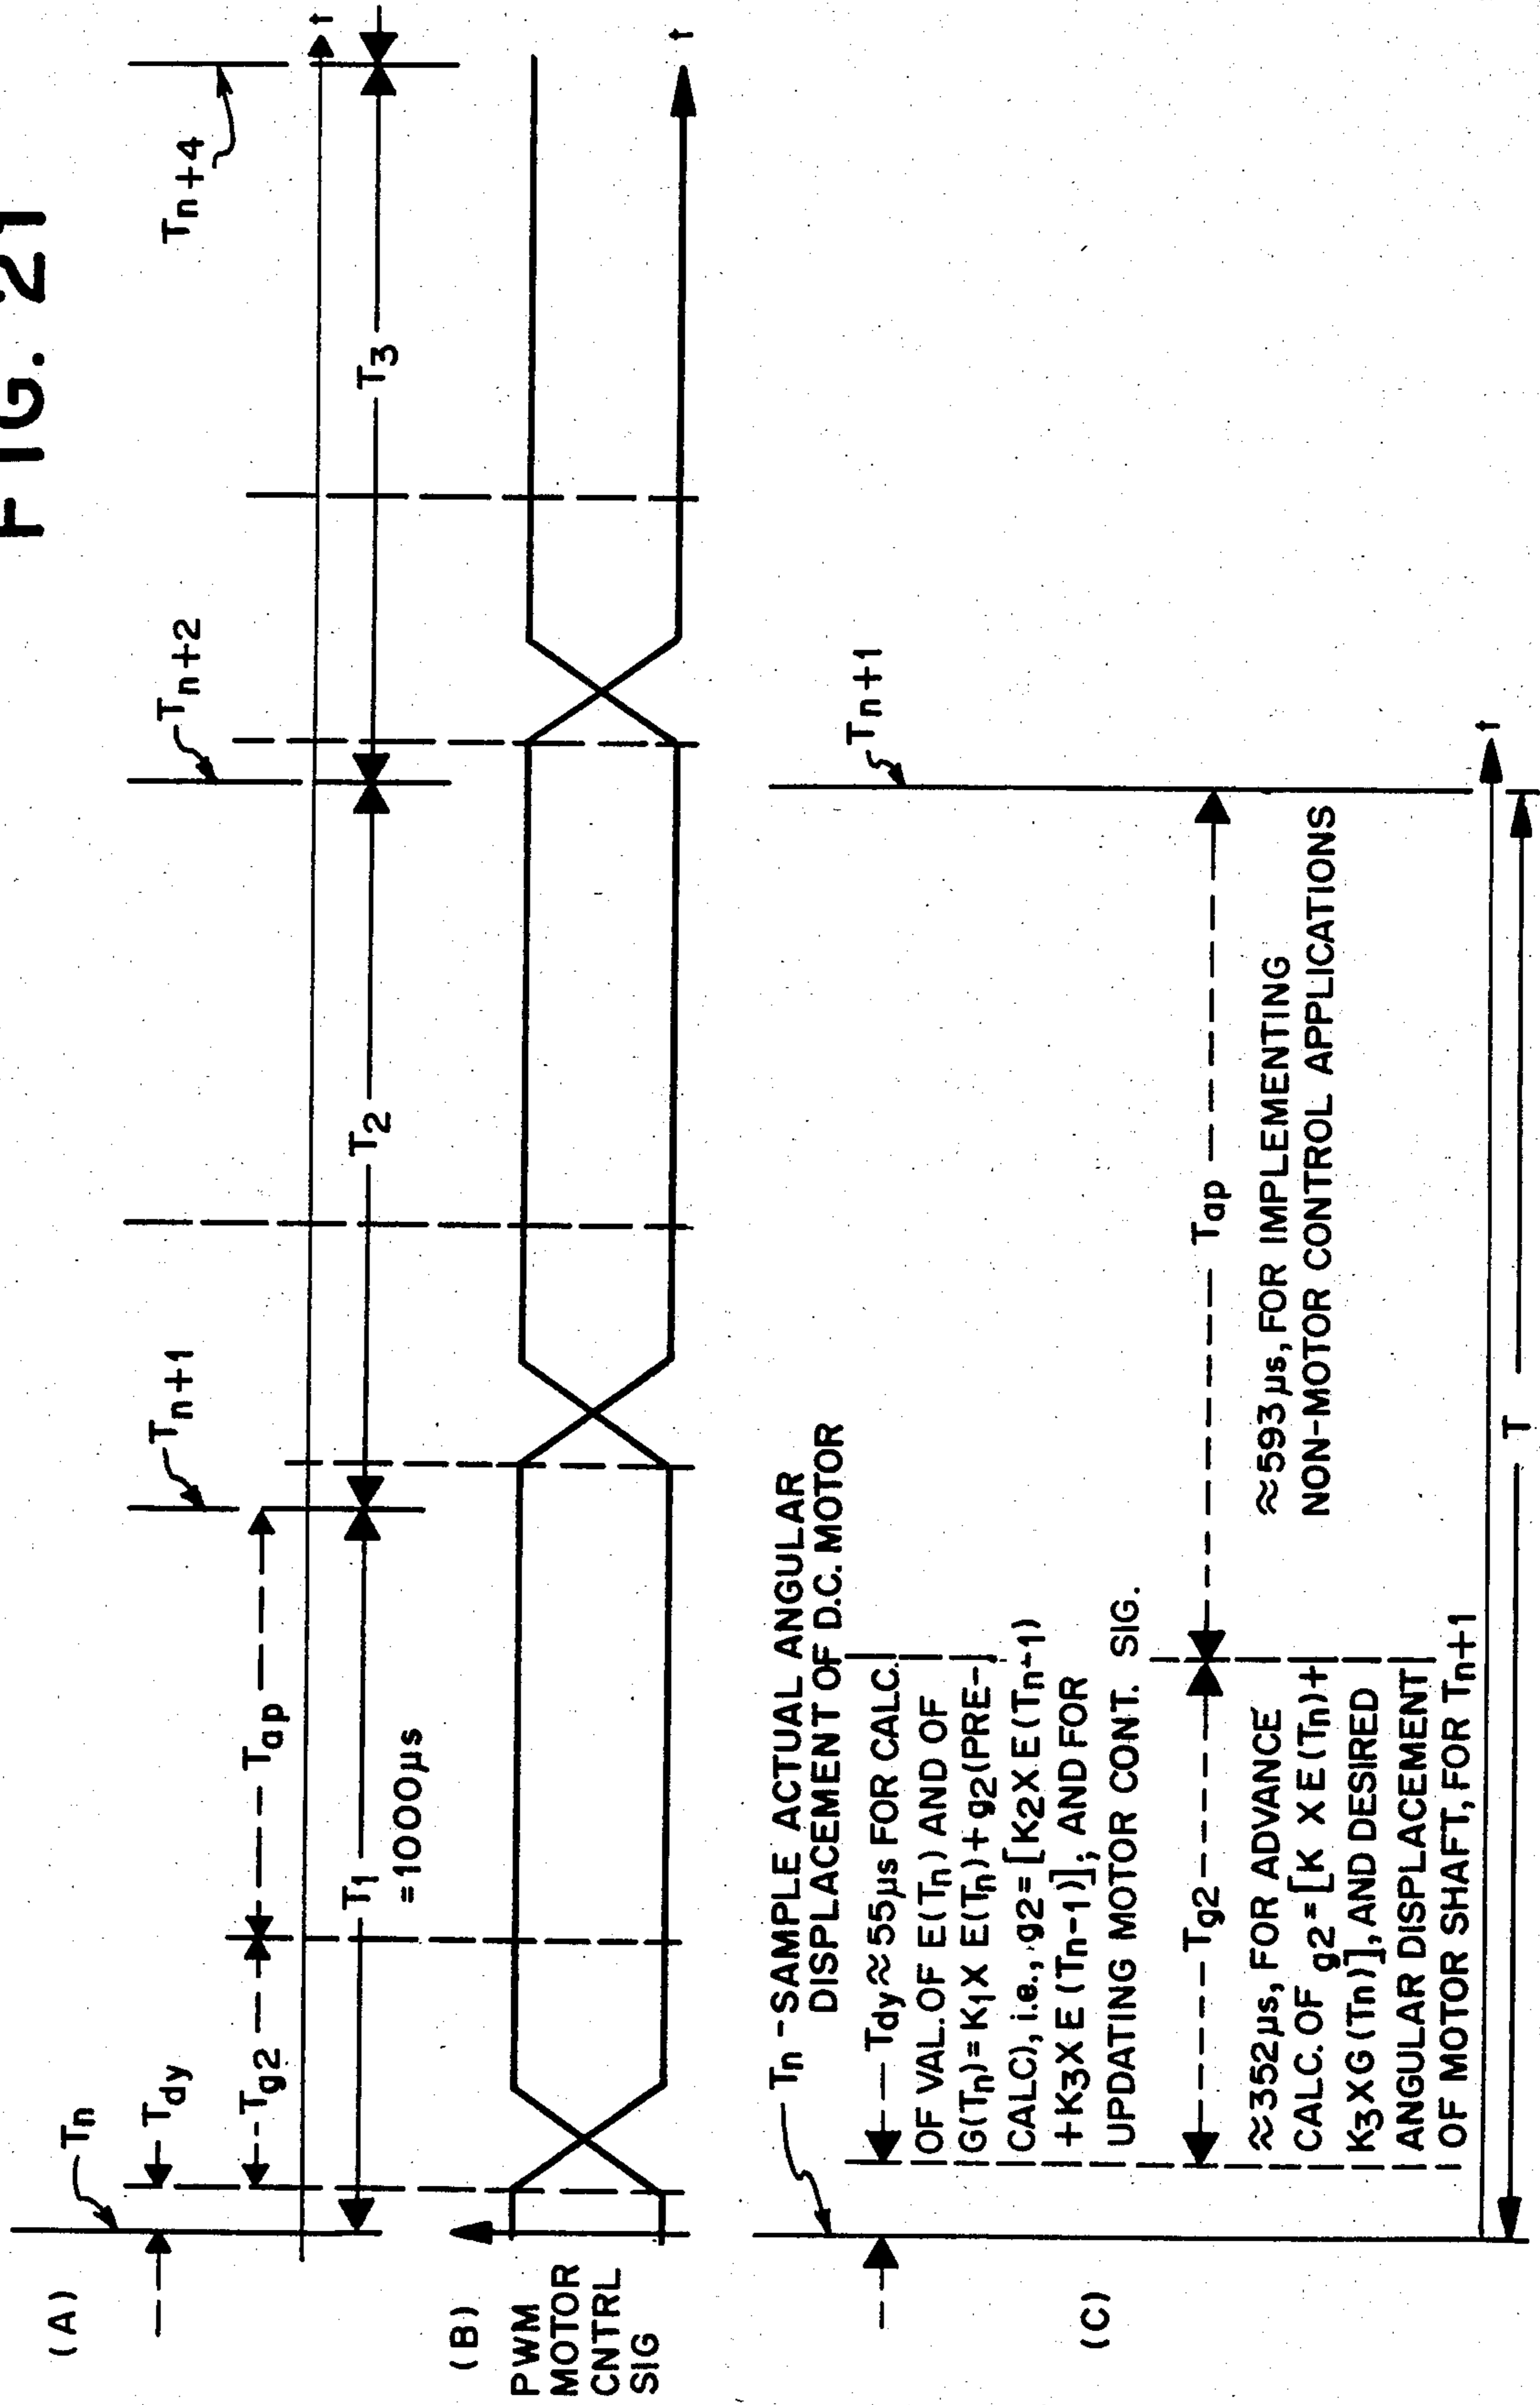 FIG. 21
(A)
Tn
Tdy
Tg2
Tap
Tn+1
Tn+2
Tn+4
t
T1
=1000µs
T2
T3
(B)
PWM
MOTOR
CNTRL
SIG
t
(C)
Tn -SAMPLE ACTUAL ANGULAR
DISPLACEMENT OF D.C. MOTOR
Tn+1
Tdy≈55µs FOR CALC.
OF VAL. OF E(Tn) AND OF
G(Tn)=K1X E(Tn)+g2(PRE-
CALC), i.e., g2=[K2X E(Tn-1)
+K3X E (Tn-1)], AND FOR
UPDATING MOTOR CONT. SIG.
Tg2
Tap
≈352µs, FOR ADVANCE
CALC. OF g2=[K X E(Tn)+
K3XG(Tn)], AND DESIRED
ANGULAR DISPLACEMENT
OF MOTOR SHAFT, FOR Tn+1
≈593µs, FOR IMPLEMENTING
NON-MOTOR CONTROL APPLICATIONS
t
T